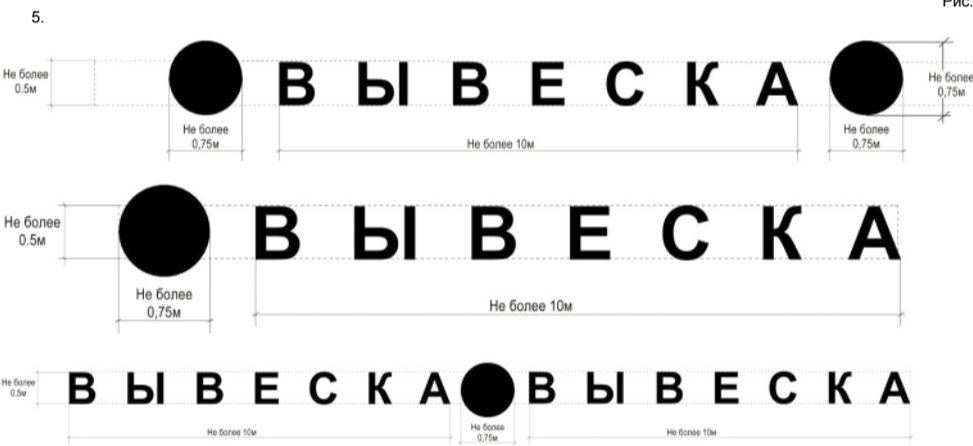 Рис.
5.
Не более
0.5м
ВЫВЕСКА
Не более
0,75м
Не более
0,75м
Не более 10м
Не более
0,75м
Не более
0.5м
ВЫВЕСКА
Не более
0,75м
Не более 10м
Не более
0.5м
ВЫВЕСКА ВЫВЕСКА
Не более 10м
Не более
0,75м
Не более 10м